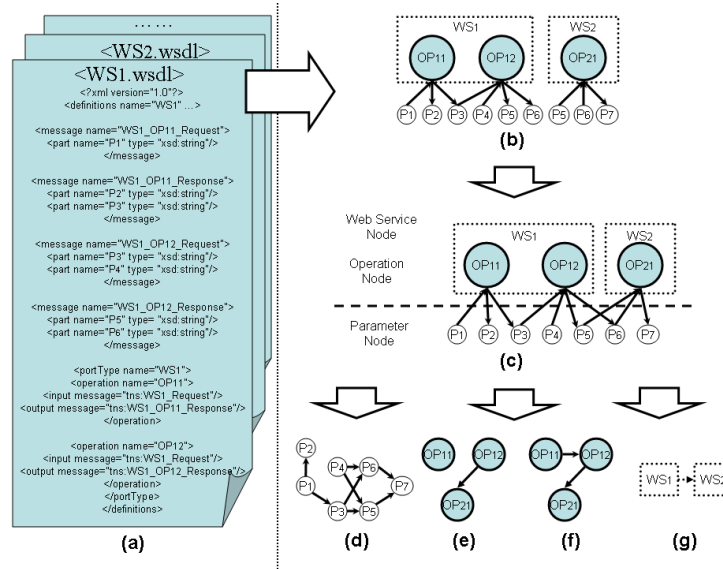 ... ...
<WS2.wsdl>
<WS1.wsdl>
<?xml version="1.0"?>
<definitions name="WS1" ...>
<message name="WS1_OP11_Request">
<part name="P1" type= "xsd:string"/>
</message>
<message name="WS1_OP11_Response">
<part name="P2" type= "xsd:string"/>
<part name="P3" type= "xsd:string"/>
</message>
<message name="WS1_OP12_Request">
<part name="P3" type= "xsd:string"/>
<part name="P4" type= "xsd:string"/>
</message>
<message name="WS1_OP12_Response">
<part name="P5" type= "xsd:string"/>
<part name="P6" type= "xsd:string"/>
</message>
<portType name="WS1">
<operation name="OP11">
<input message="tns:WS1_Request"/>
<output message="tns:WS1_OP11_Response"/>
</operation>
<operation name="OP12">
<input message="tns:WS1_Request"/>
<output message="tns:WS1_OP12_Response"/>
</operation>
</portType>
</definitions>
(a)
WS1 WS2
OP11 OP12 OP21
P1 P2 P3 P4 P5 P6 P5 P6 P7
(b)
Web Service
Node
WS1 WS2
Operation
Node
OP11 OP12 OP21
Parameter
Node
P1 P2 P3 P4 P5 P6 P7
(c)
P2 P4 P6
P1 P7
P3 P5
(d)
OP11 OP12
OP21
(e)
OP11 OP12
OP21
(f)
WS1 WS2
(g)